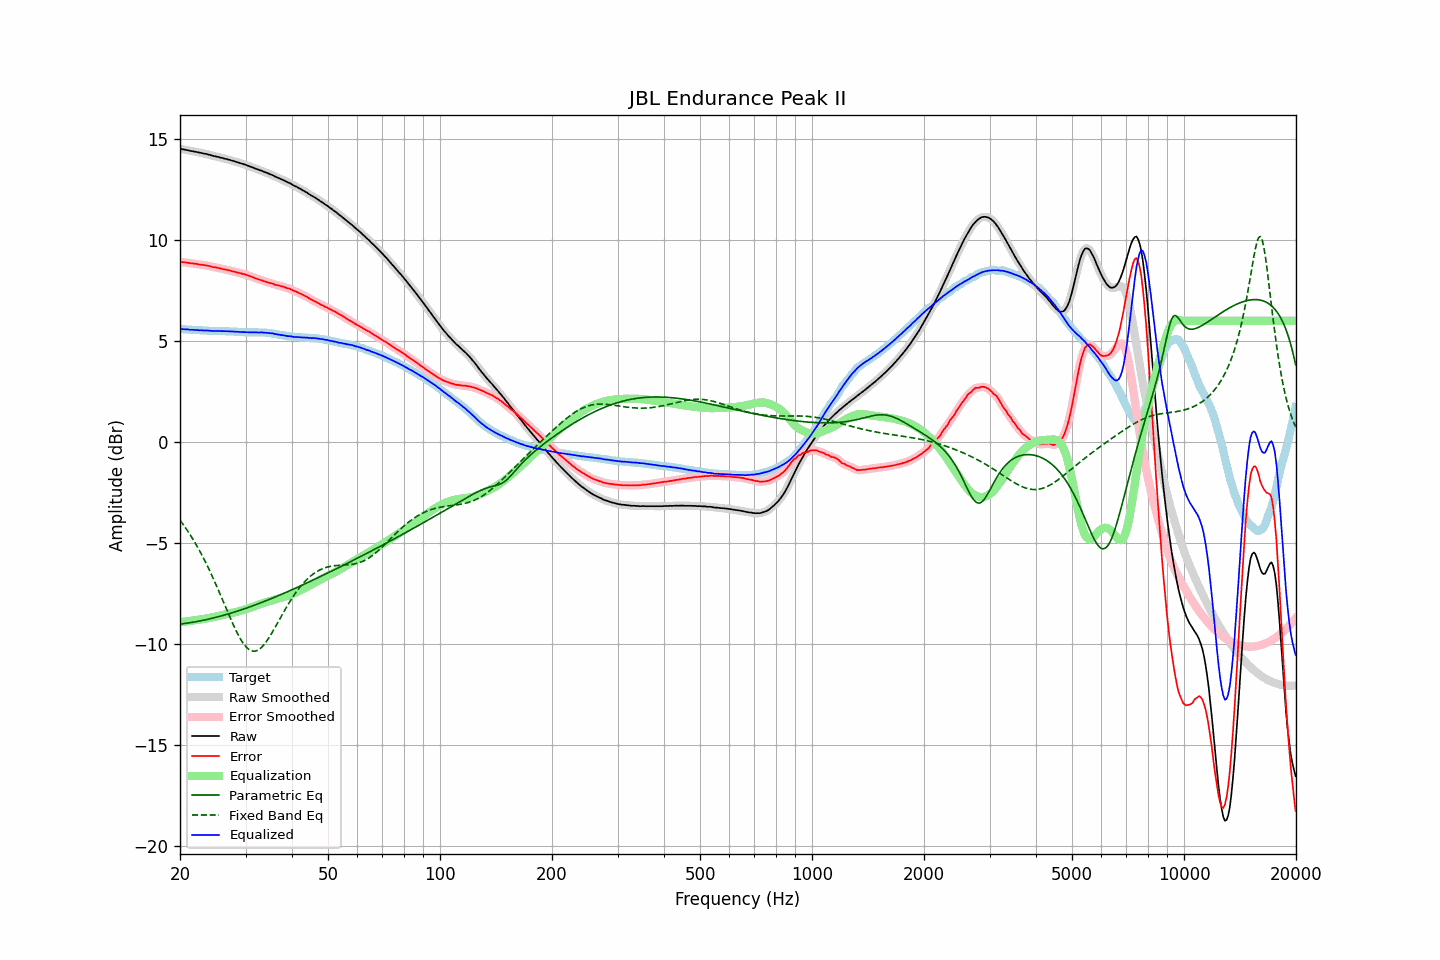 JBL Endurance Peak II
Amplitude (dBr)
15
10
5
0
−5
−10
−15
−20
Target
Raw Smoothed
Error Smoothed
Raw
Error
Equalization
Parametric Eq
Fixed Band Eq
Equalized
20 50 100 200 500 1000 2000 5000 10000 20000
Frequency (Hz)